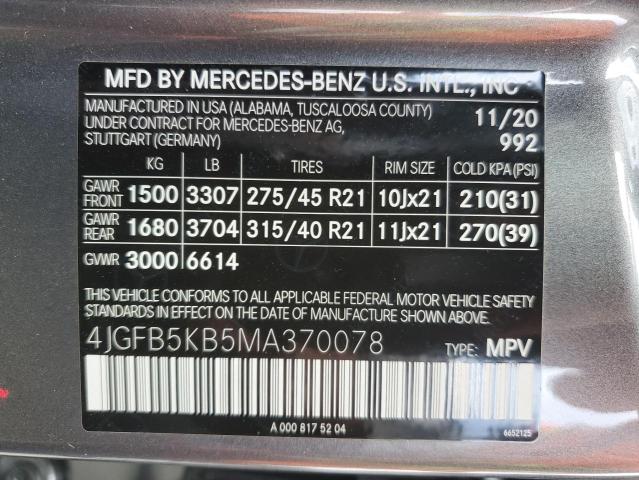 MFD BY MERCEDES-BENZ U.S. INTL., INC
MANUFACTURED IN USA (ALABAMA, TUSCALOOSA COUNTY) 11/20
UNDER CONTRACT FOR MERCEDES-BENZ AG,
STUTTGART (GERMANY) 992
KG LB TIRES RIM SIZE COLD KPA (PSI)
GAWR FRONT 1500 3307 275/45 R21 10Jx21 210(31)
GAWR REAR 1680 3704 315/40 R21 11Jx21 270(39)
GVWR 3000 6614
THIS VEHICLE CONFORMS TO ALL APPLICABLE FEDERAL MOTOR VEHICLE SAFETY
STANDARDS IN EFFECT ON THE DATE OF MANUFACTURE SHOWN ABOVE.
4JGFB5KB5MA370078 TYPE: MPV
A 000 817 52 04 6652125